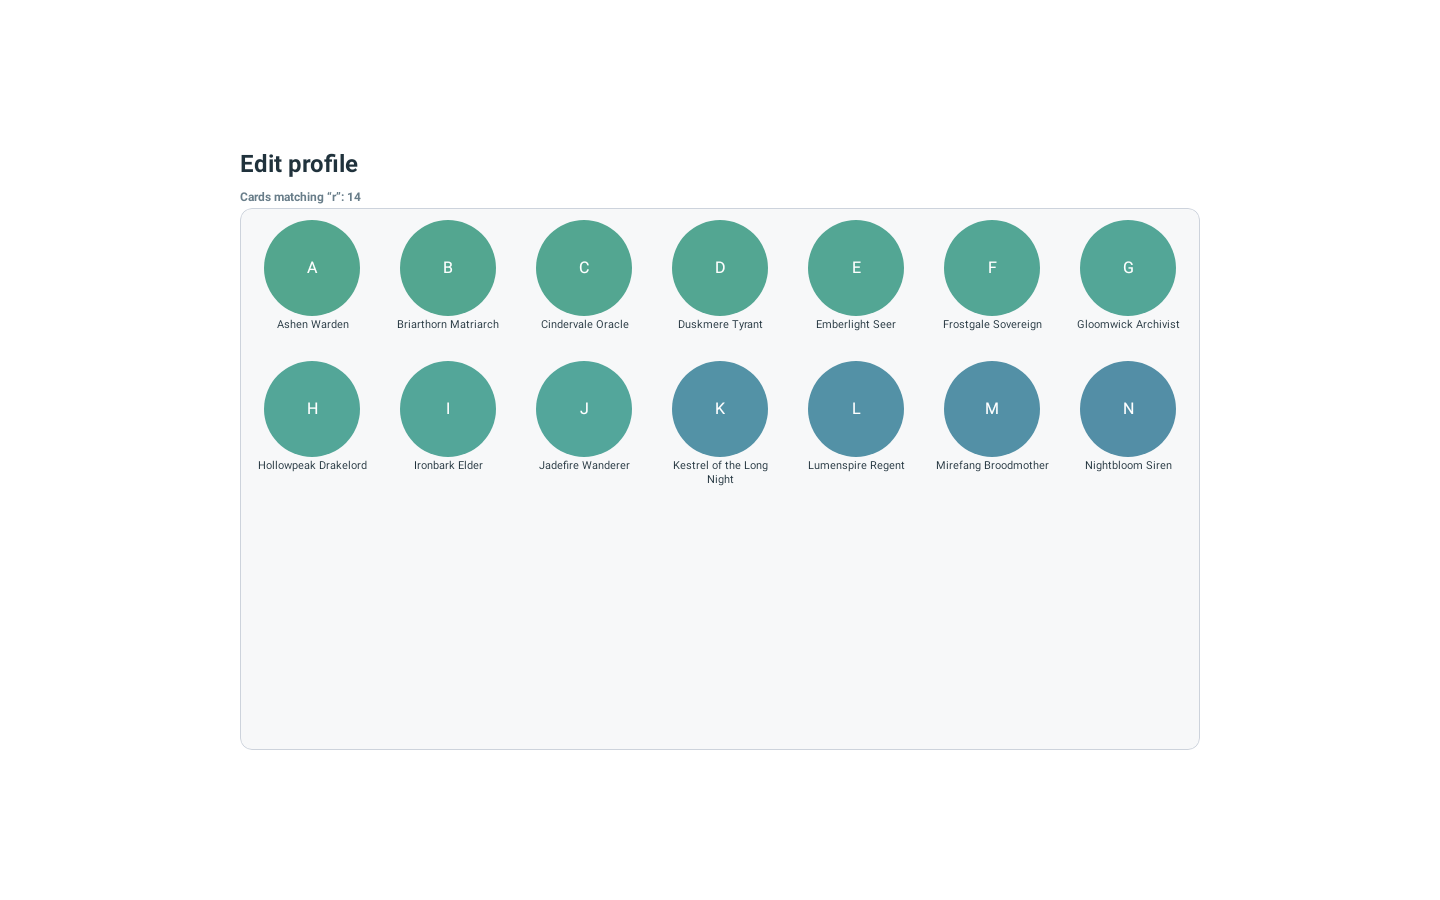 Edit profile
Cards matching “r”: 14
A
B
C
D
E
F
G
Ashen Warden
Briarthorn Matriarch
Cindervale Oracle
Duskmere Tyrant
Emberlight Seer
Frostgale Sovereign
Gloomwick Archivist
H
I
J
K
L
M
N
Hollowpeak Drakelord
Ironbark Elder
Jadefire Wanderer
Kestrel of the Long
Night
Lumenspire Regent
Mirefang Broodmother
Nightbloom Siren